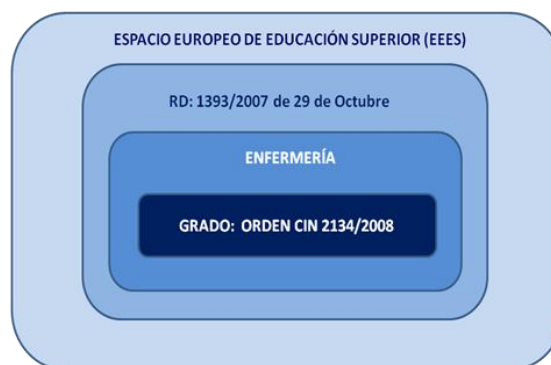 ESPACIO EUROPEO DE EDUCACIÓN SUPERIOR (EEES)
RD: 1393/2007 de 29 de Octubre
ENFERMERÍA
GRADO: ORDEN CIN 2134/2008